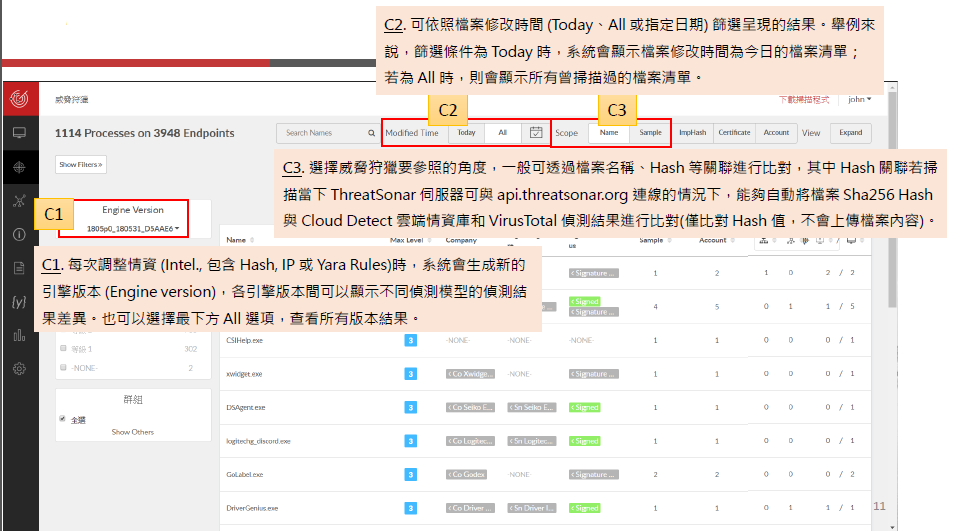 C2. 可依照檔案修改時間 (Today、All 或指定日期) 篩選呈現的結果。舉例來
說，篩選條件為 Today 時，系統會顯示檔案修改時間為今日的檔案清單；
若為 All 時，則會顯示所有曾掃描過的檔案清單。
威脅狩獵
下載掃描程式 john
C2 C3
1114 Processes on 3948 Endpoints
Search Names Modified Time Today All Scope Name Sample ImpHash Certificate Account View Expand
Show Filters »
C3. 選擇威脅狩獵要參照的角度，一般可透過檔案名稱、Hash 等關聯進行比對，其中 Hash 關聯若掃
描當下 ThreatSonar 伺服器可與 api.threatsonar.org 連線的情況下，能夠自動將檔案 Sha256 Hash
與 Cloud Detect 雲端情資庫和 VirusTotal 偵測結果進行比對(僅比對 Hash 值，不會上傳檔案內容)。
C1
Engine Version
1805p0_180531_D5AAE6
C1. 每次調整情資 (Intel., 包含 Hash, IP 或 Yara Rules)時，系統會生成新的
引擎版本 (Engine version)，各引擎版本間可以顯示不同偵測模型的偵測結
果差異。也可以選擇最下方 All 選項，查看所有版本結果。
Name Max Level Company Sample Account
‹ Signature ... 1 2 1 0 2 / 2
‹ Signed
‹ Signature ... 4 5 0 1 1 / 5
等級 1 302
-NONE- 2
群組
全選
Show Others
CSIHelp.exe 3 -NONE- -NONE- -NONE- 1 1 0 0 0 / 1
xwidget.exe 3 ‹ Co Xwidge... -NONE- ‹ Signature ... 1 1 0 0 0 / 1
DSAgent.exe 3 ‹ Co Seiko E... ‹ Sn Seiko E... ‹ Signed 1 1 0 0 0 / 1
logitechg_discord.exe 3 ‹ Co Logitec... ‹ Sn Logitec... ‹ Signed 1 1 0 0 0 / 1
GoLabel.exe 3 ‹ Co Godex -NONE- ‹ Signature ... 2 2 0 0 0 / 2
DriverGenius.exe 3 ‹ Co Driver ... ‹ Sn Driver I... ‹ Signed 1 1 0 1 1 / 1
11